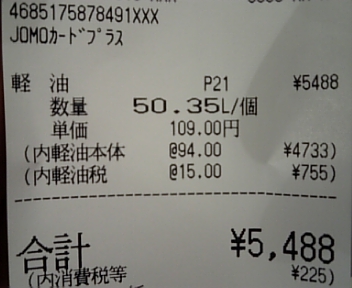 4685175878491XXX
JOMOカードプラス
軽 油 P21 ¥5488
数量 50.35L/個
単価 109.00円
(内軽油本体 @94.00 ¥4733)
(内軽油税 @15.00 ¥755)
合計 ¥5,488
(内消費税等 ¥225)